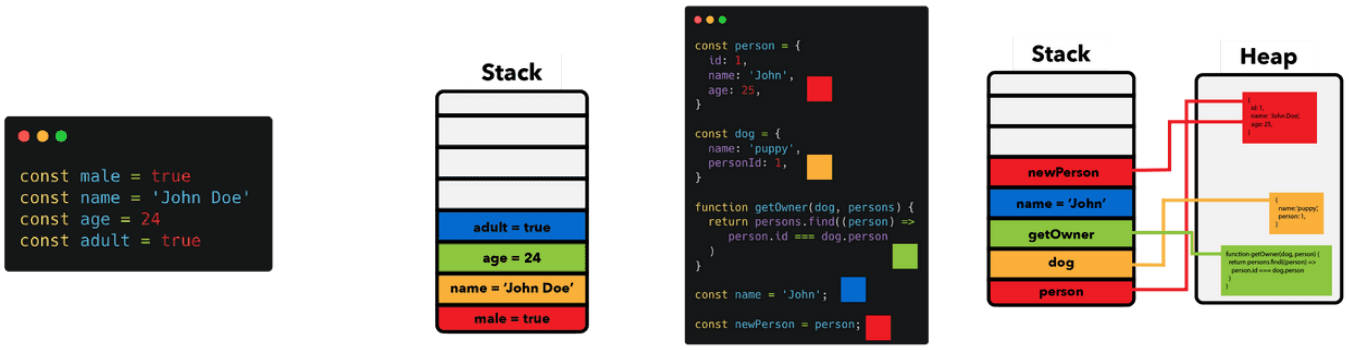 const male = true
const name = 'John Doe'
const age = 24
const adult = true
Stack
adult = true
age = 24
name = ‘John Doe’
male = true
const person = {
id: 1,
name: 'John',
age: 25,
}
const dog = {
name: 'puppy',
personId: 1,
}
function getOwner(dog, persons) {
return persons.find((person) =>
person.id === dog.person
)
}
const name = 'John';
const newPerson = person;
Stack
newPerson
name = ‘John’
getOwner
dog
person
Heap
{
id: 1,
name: 'John Doe',
age: 25,
}
{
name: 'puppy',
person: 1,
}
function getOwner(dog, person) {
return persons.find((person) =>
person.id === dog.person
)
}